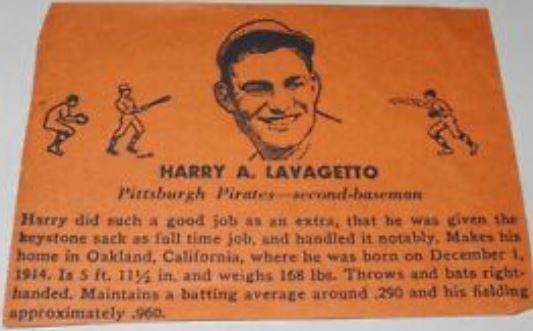 HARRY A. LAVAGETTO
Pittsburgh Pirates—second-baseman
Harry did such a good job as an extra, that he was given the
keystone sack as full time job, and handled it notably. Makes his
home in Oakland, California, where he was born on December 1,
1914. Is 5 ft. 11½ in. and weighs 168 lbs. Throws and bats right-
handed. Maintains a batting average around .290 and his fielding
approximately .960.